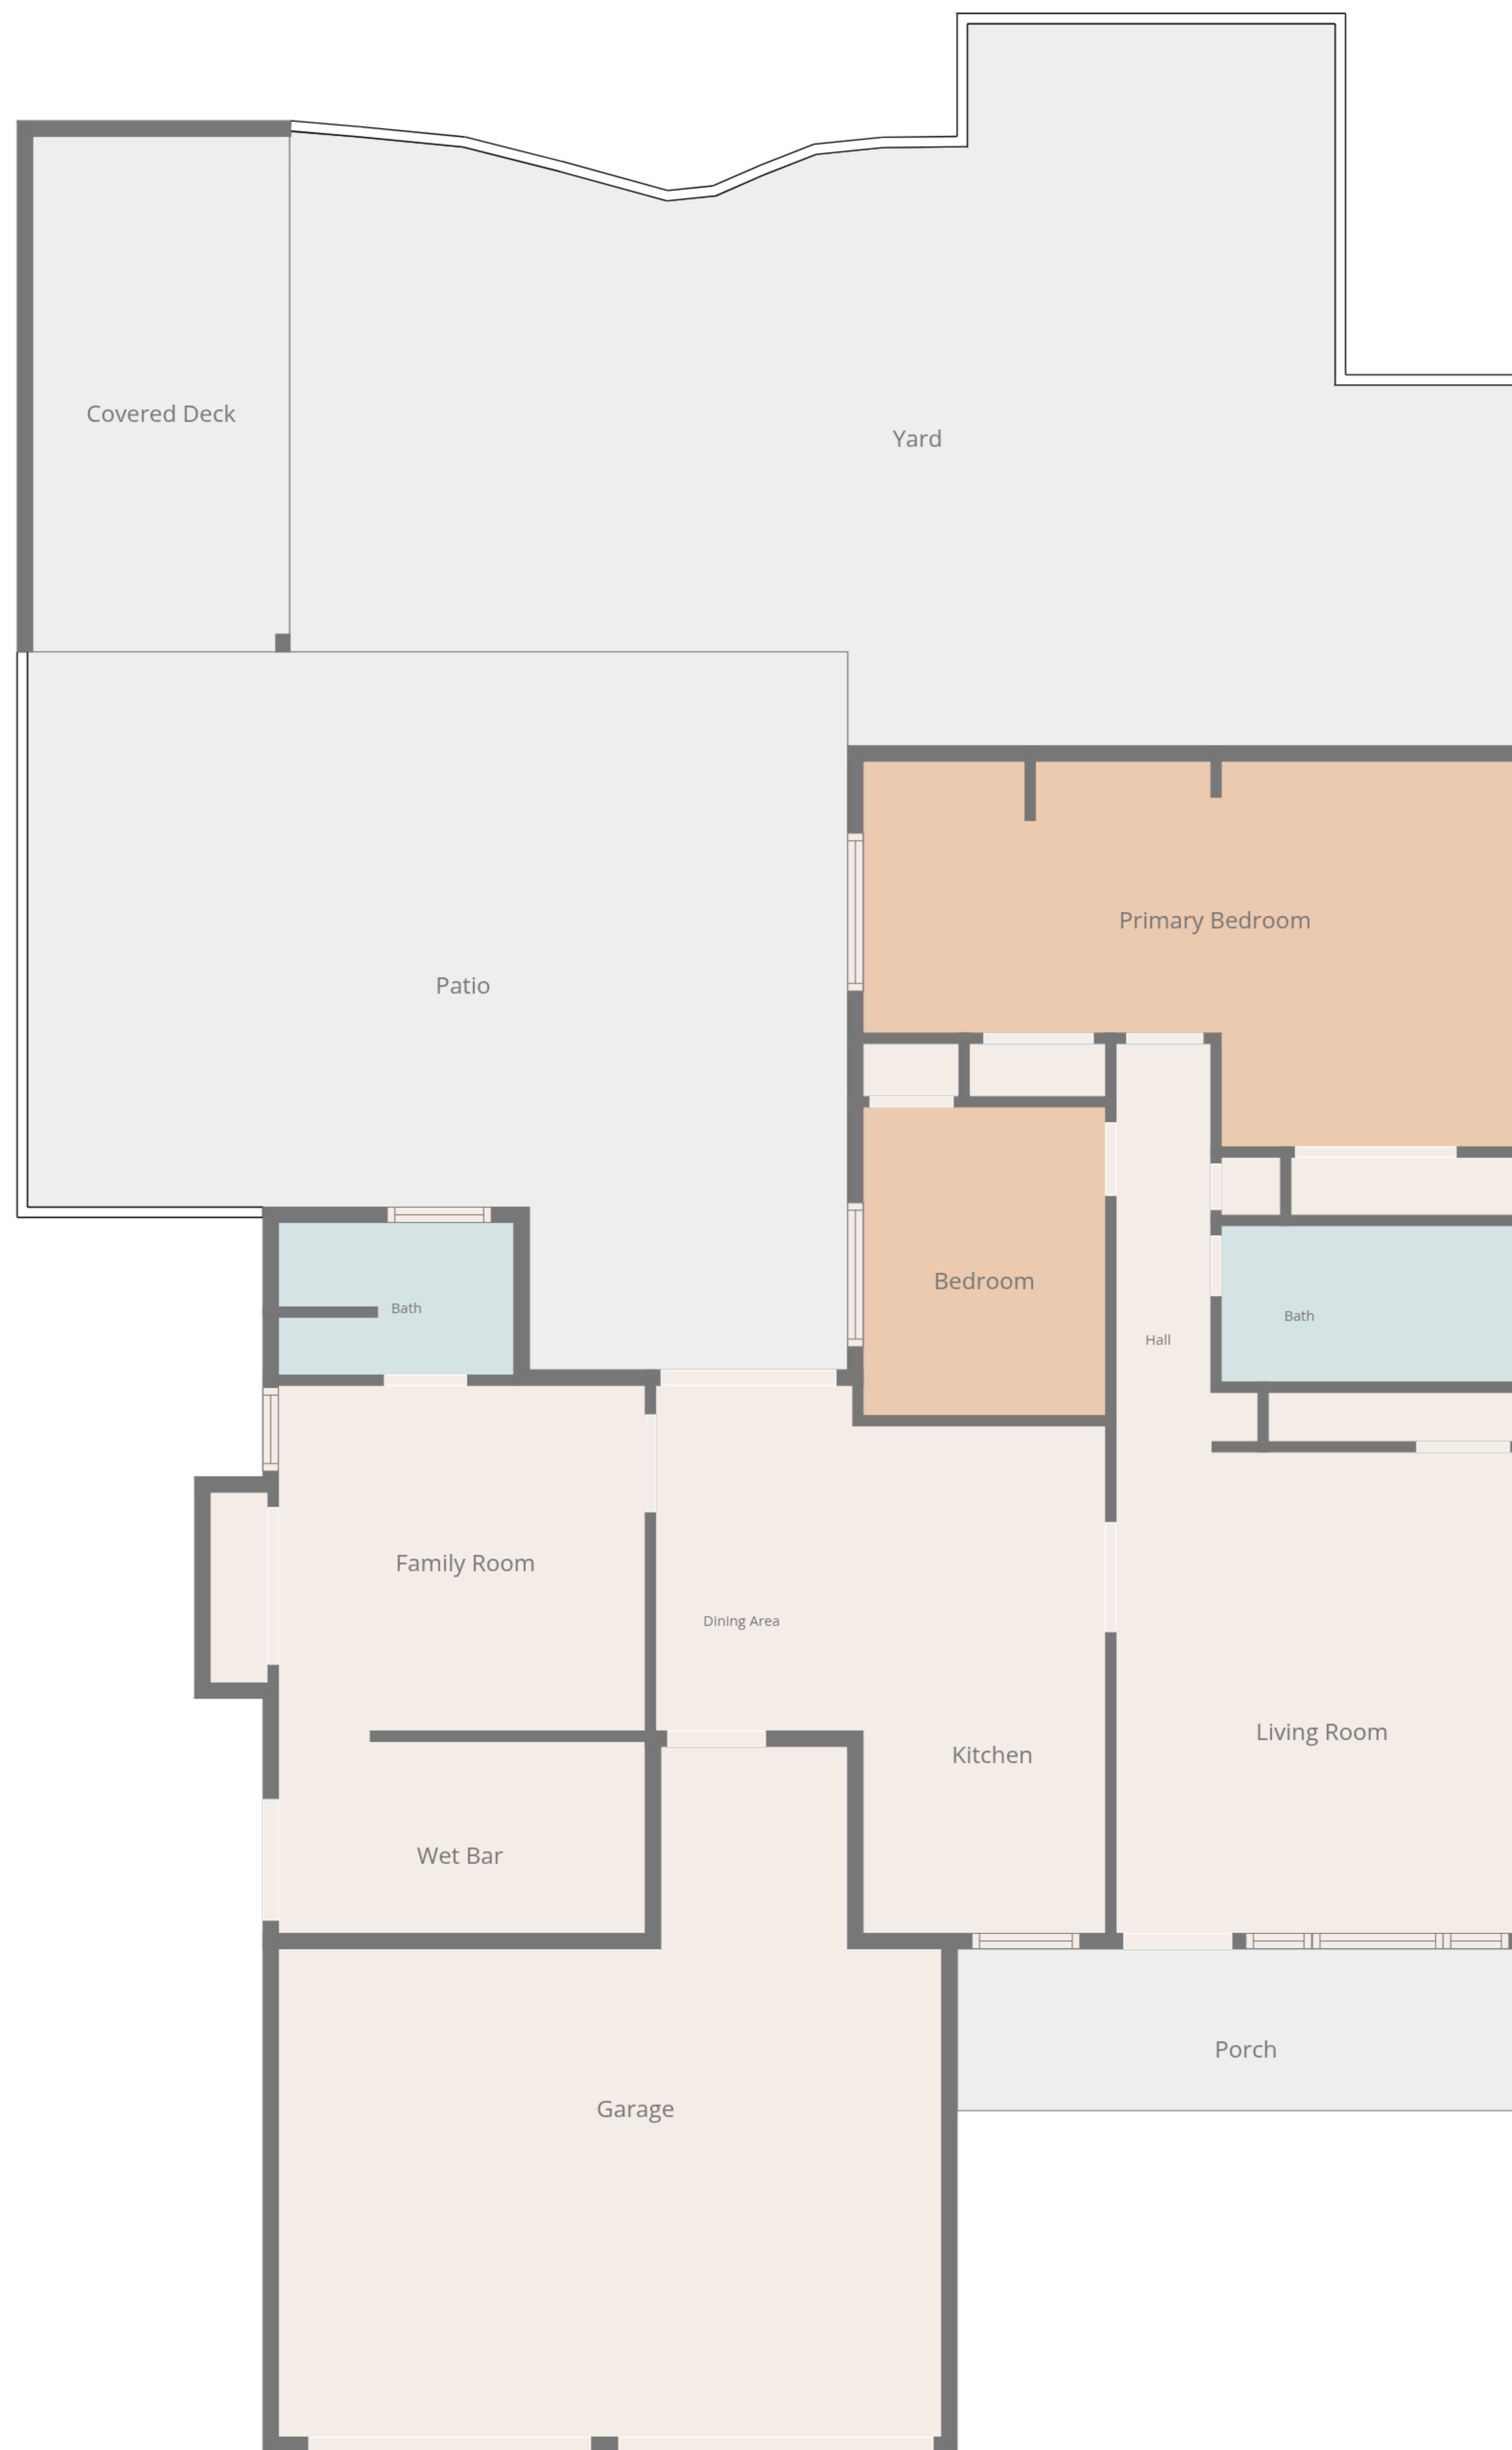 Covered Deck
Yard
Primary Bedroom
Patio
Bedroom
Bath
Bath
Hall
Family Room
Dining Area
Living Room
Kitchen
Wet Bar
Porch
Garage